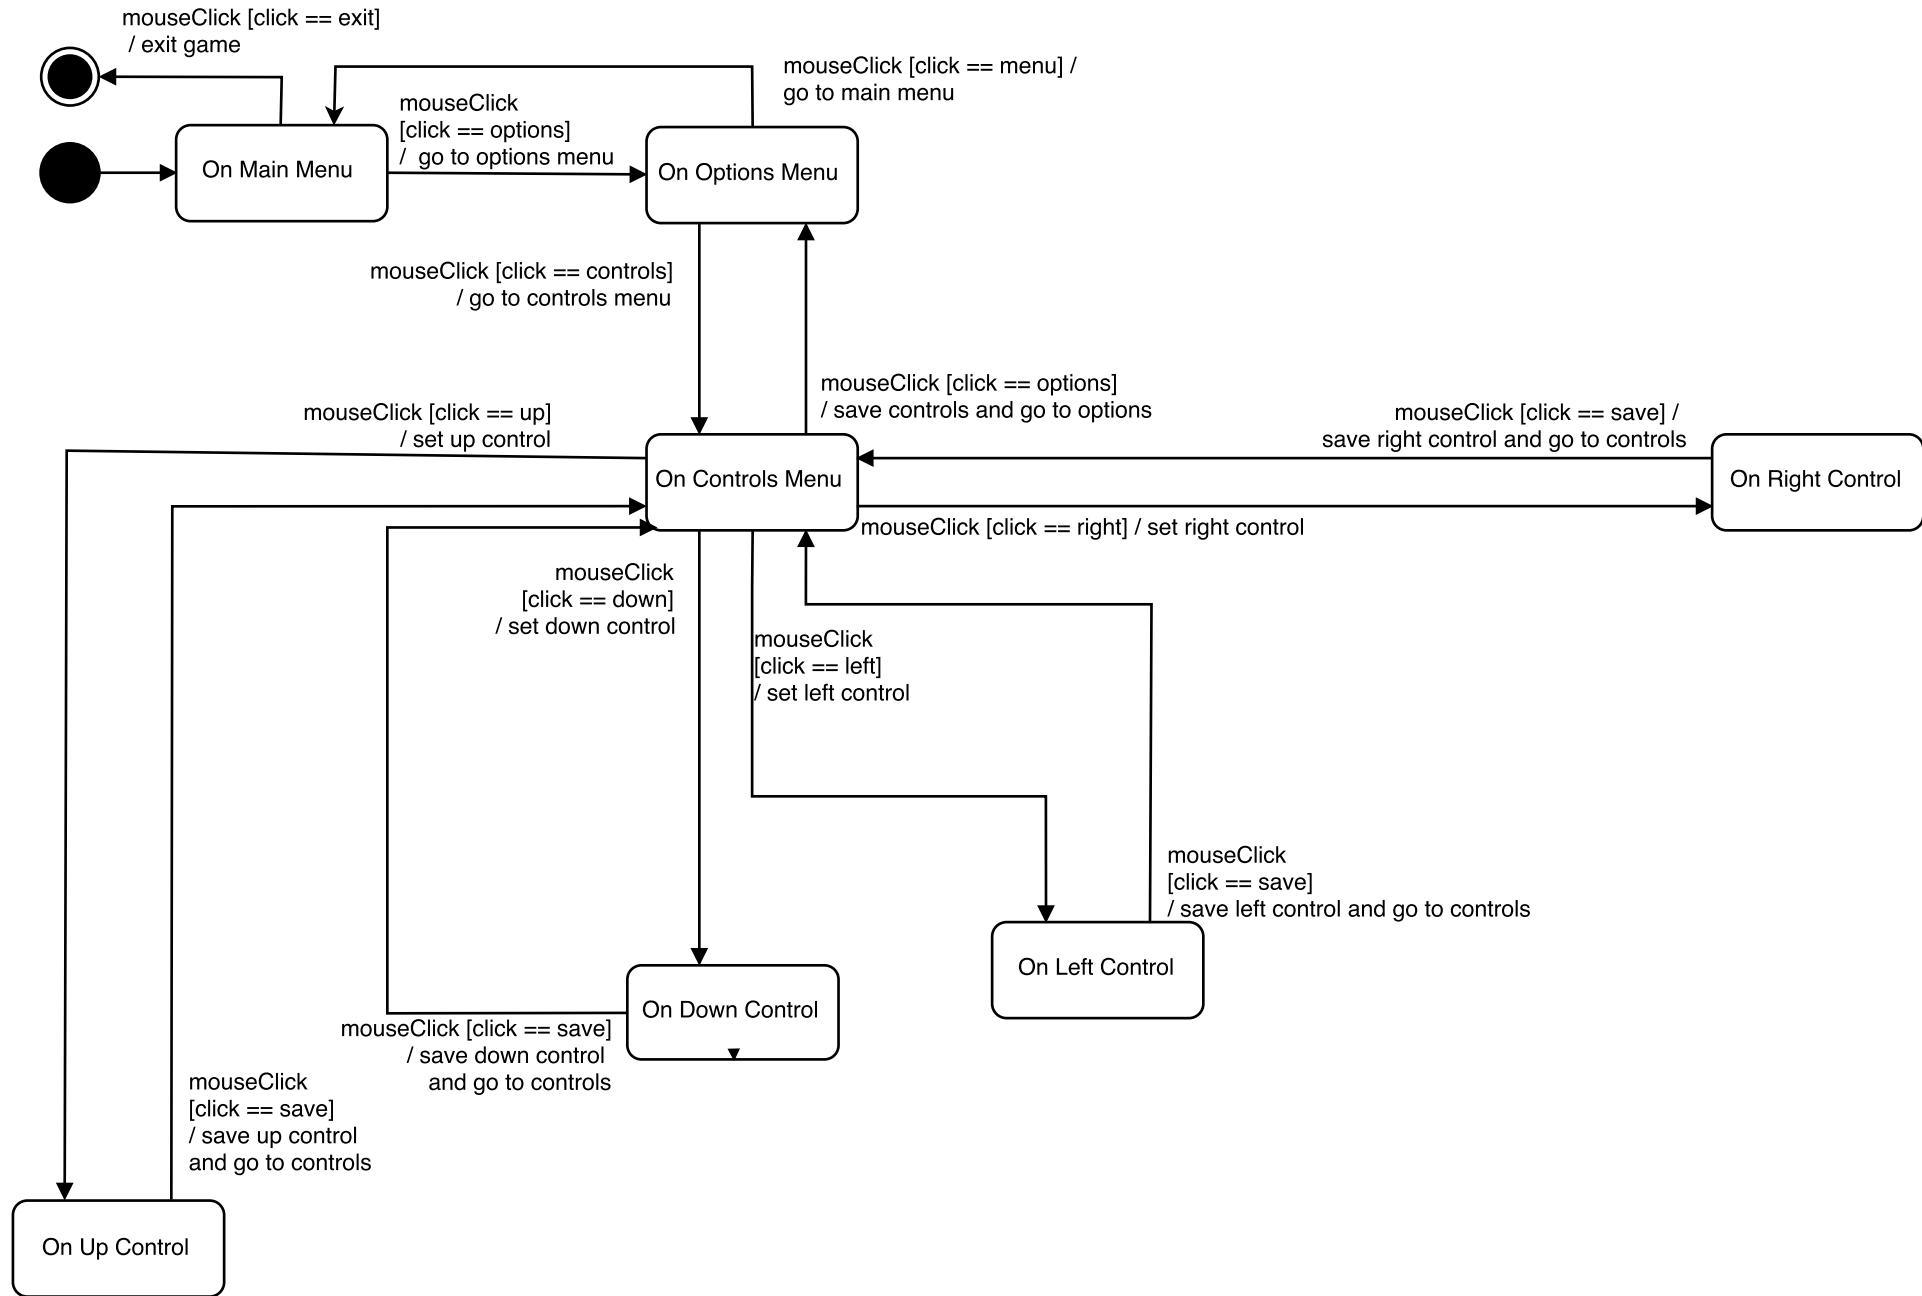 mouseClick [click == exit]
/ exit game
mouseClick [click == menu] /
go to main menu
mouseClick
[click == options]
/ go to options menu
On Main Menu
On Options Menu
mouseClick [click == controls]
/ go to controls menu
mouseClick [click == options]
/ save controls and go to options
mouseClick [click == up]
/ set up control
mouseClick [click == save] /
save right control and go to controls
On Controls Menu
On Right Control
mouseClick [click == right] / set right control
mouseClick
[click == down]
/ set down control
mouseClick
[click == left]
/ set left control
mouseClick
[click == save]
/ save left control and go to controls
On Left Control
On Down Control
mouseClick [click == save]
/ save down control
and go to controls
mouseClick
[click == save]
/ save up control
and go to controls
On Up Control